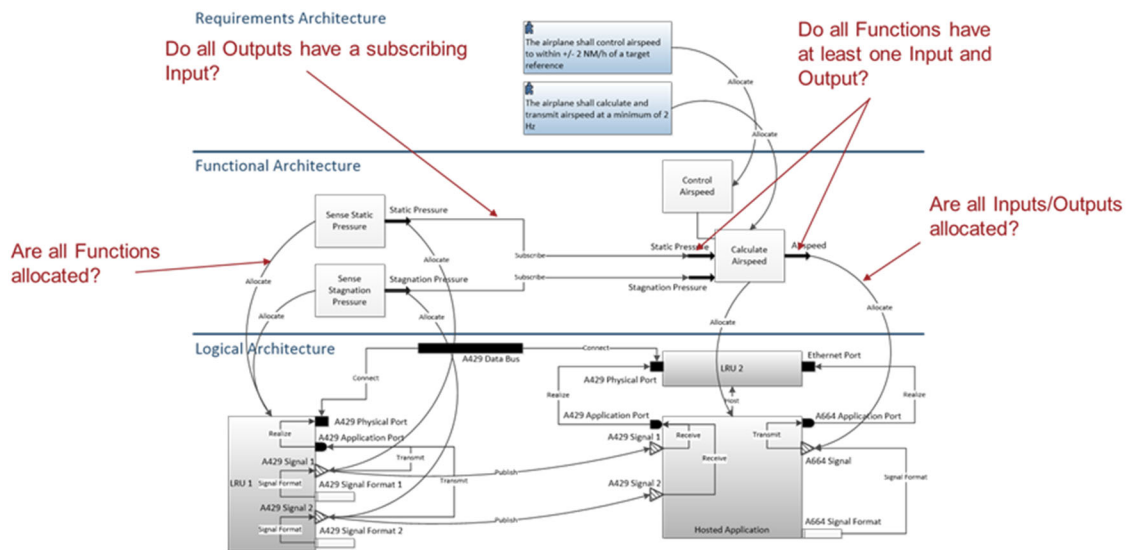 Requirements Architecture
Do all Outputs have a subscribing
Input?
The airplane shall control airspeed
to within +/- 2 NM/h of a target
reference
The airplane shall calculate and
transmit airspeed at a minimum of 2
Hz
Do all Functions have
at least one Input and
Output?
Allocate
Allocate
Functional Architecture
Control
Airspeed
Sense Static
Pressure
Static Pressure
Are all Functions
allocated?
Static Pressure
Subscribe
Calculate
Airspeed
Airspeed
Are all Inputs/Outputs
allocated?
Sense
Stagnation
Pressure
Stagnation Pressure
Allocate
Subscribe
Stagnation Pressure
Allocate
Allocate
Allocate
Allocate
Allocate
Logical Architecture
A429 Data Bus
Connect
Connect
Ethernet Port
LRU 2
A429 Physical Port
Host
Realize
Realize
A429 Physical Port
A429 Application Port
Realize
A429 Application Port
A664 Application Port
A429 Signal 1
Receive
Transmit
A429 Signal 1
Transmit
Publish
Receive
A664 Signal
LRU 1
Signal Format
A429 Signal Format 1
Transmit
A429 Signal 2
Signal Format
A429 Signal 2
Publish
Signal Format
A429 Signal Format 2
Hosted Application
A664 Signal Format